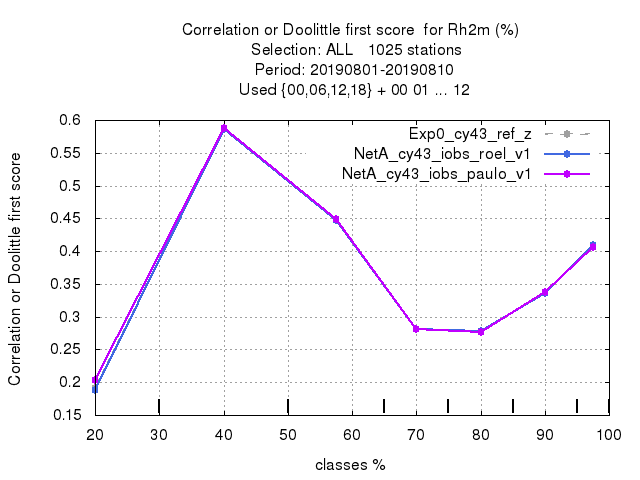 Correlation or Doolittle first score  for Rh2m (%)
Selection: ALL   1025 stations
Period: 20190801-20190810
Used {00,06,12,18} + 00 01 ... 12
Correlation or Doolittle first score
0.6
0.55
0.5
0.45
0.4
0.35
0.3
0.25
0.2
0.15
Exp0_cy43_ref_z
NetA_cy43_iobs_roel_v1
NetA_cy43_iobs_paulo_v1
20 30 40 50 60 70 80 90 100
classes %